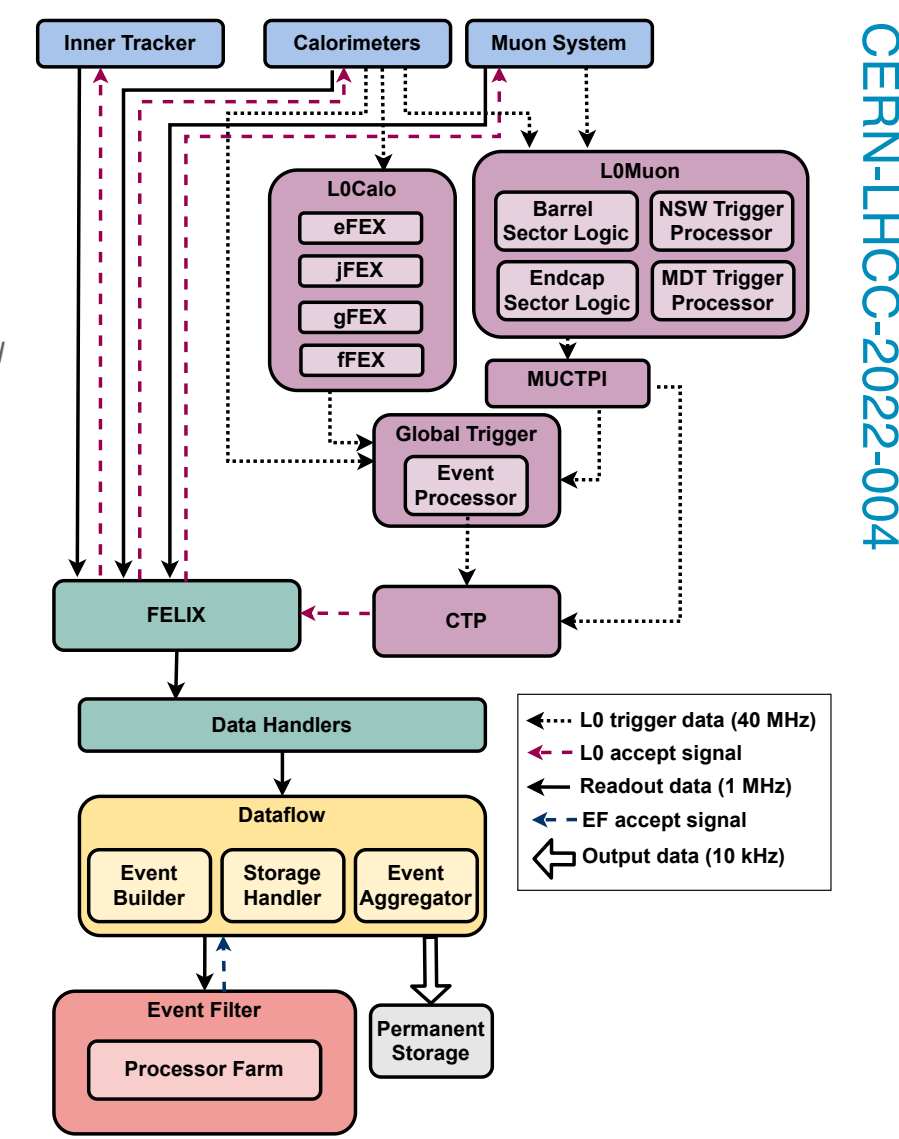 Inner Tracker
Calorimeters
Muon System
CERN-LHCC-2022-004
L0Calo
eFEX
jFEX
gFEX
fFEX
L0Muon
Barrel
Sector Logic
NSW Trigger
Processor
Endcap
Sector Logic
MDT Trigger
Processor
MUCTPI
Global Trigger
Event
Processor
FELIX
CTP
Data Handlers
L0 trigger data (40 MHz)
L0 accept signal
Readout data (1 MHz)
EF accept signal
Output data (10 kHz)
Dataflow
Event
Builder
Storage
Handler
Event
Aggregator
Event Filter
Processor Farm
Permanent
Storage